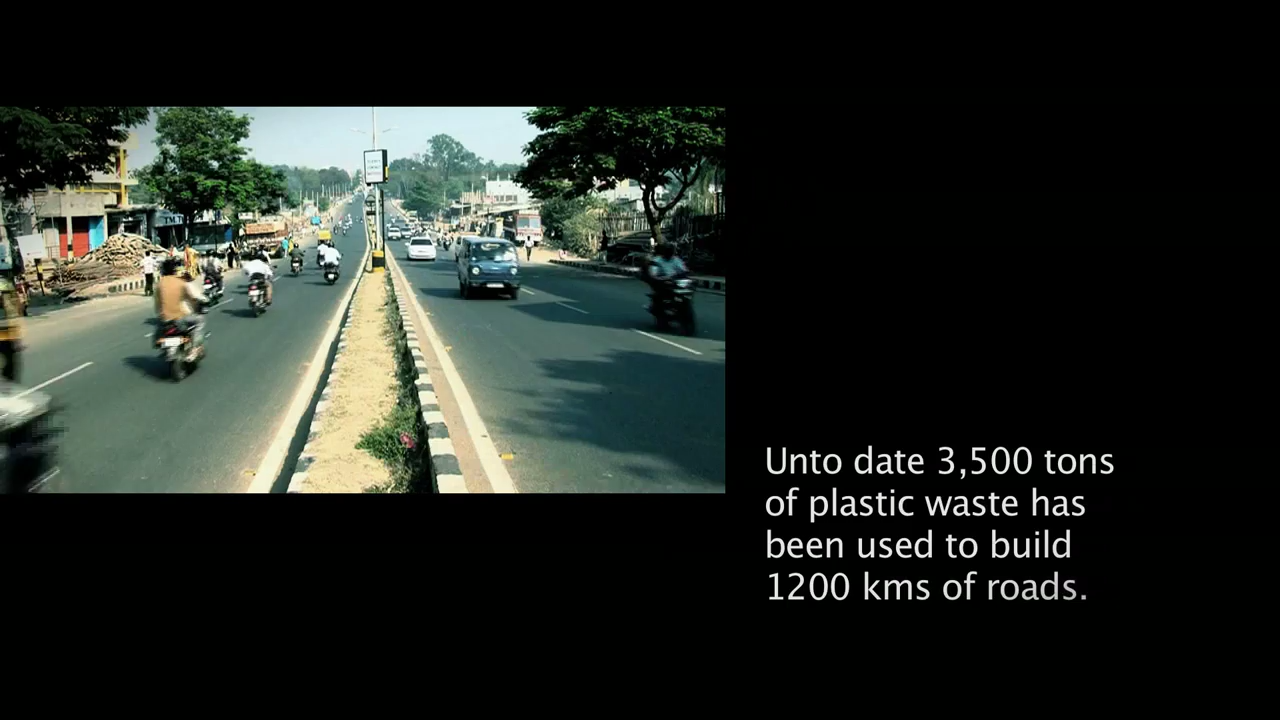 Unto date 3,500 tons
of plastic waste has
been used to build
1200 kms of roads.